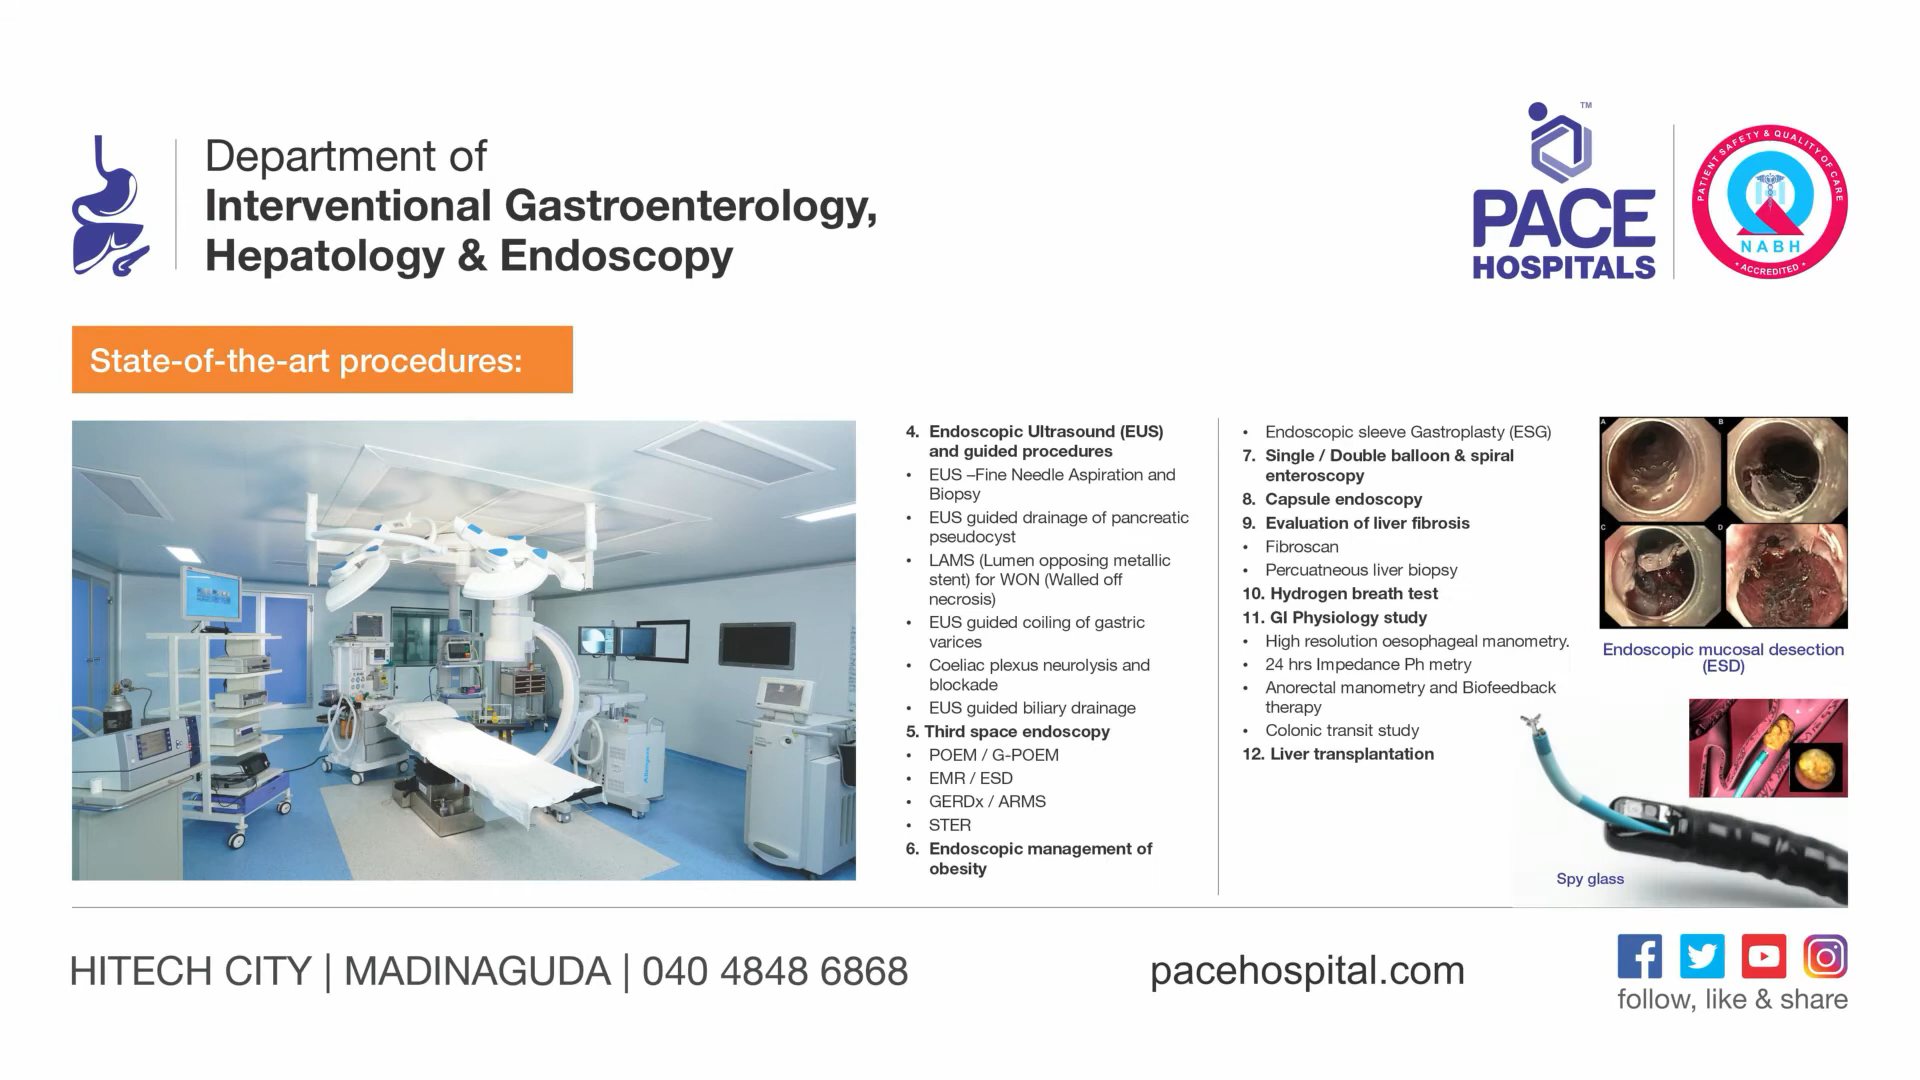 Department of
Interventional Gastroenterology,
Hepatology & Endoscopy
TM
PACE
HOSPITALS
PATIENT SAFETY & QUALITY OF CARE
NABH
• ACCREDITED •
State-of-the-art procedures:
4. Endoscopic Ultrasound (EUS)
and guided procedures
• EUS –Fine Needle Aspiration and
Biopsy
• EUS guided drainage of pancreatic
pseudocyst
• LAMS (Lumen opposing metallic
stent) for WON (Walled off
necrosis)
• EUS guided coiling of gastric
varices
• Coeliac plexus neurolysis and
blockade
• EUS guided biliary drainage
5. Third space endoscopy
• POEM / G-POEM
• EMR / ESD
• GERDx / ARMS
• STER
6. Endoscopic management of
obesity
• Endoscopic sleeve Gastroplasty (ESG)
7. Single / Double balloon & spiral
enteroscopy
8. Capsule endoscopy
9. Evaluation of liver fibrosis
• Fibroscan
• Percuatneous liver biopsy
10. Hydrogen breath test
11. GI Physiology study
• High resolution oesophageal manometry.
• 24 hrs Impedance Ph metry
• Anorectal manometry and Biofeedback
therapy
• Colonic transit study
12. Liver transplantation
A
B
C
D
Endoscopic mucosal desection
(ESD)
Spy glass
HITECH CITY | MADINAGUDA | 040 4848 6868
pacehospital.com
follow, like & share